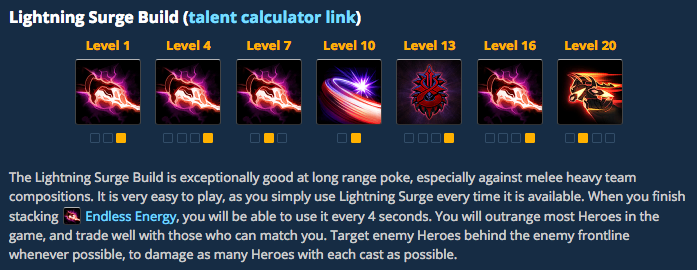 Lightning Surge Build (talent calculator link)
Level 1 Level 4 Level 7 Level 10 Level 13 Level 16 Level 20
The Lightning Surge Build is exceptionally good at long range poke, especially against melee heavy team
compositions. It is very easy to play, as you simply use Lightning Surge every time it is available. When you finish
stacking Endless Energy, you will be able to use it every 4 seconds. You will outrange most Heroes in the
game, and trade well with those who can match you. Target enemy Heroes behind the enemy frontline
whenever possible, to damage as many Heroes with each cast as possible.